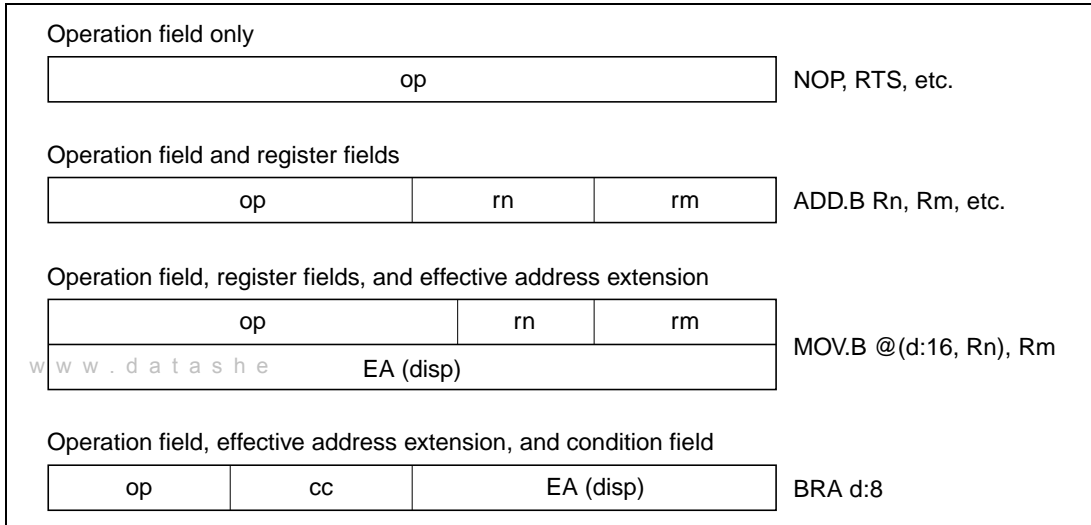 Operation field only
op
NOP, RTS, etc.
Operation field and register fields
op rn rm
ADD.B Rn, Rm, etc.
Operation field, register fields, and effective address extension
op rn rm
MOV.B @(d:16, Rn), Rm
www.datashe
EA (disp)
Operation field, effective address extension, and condition field
op cc EA (disp)
BRA d:8